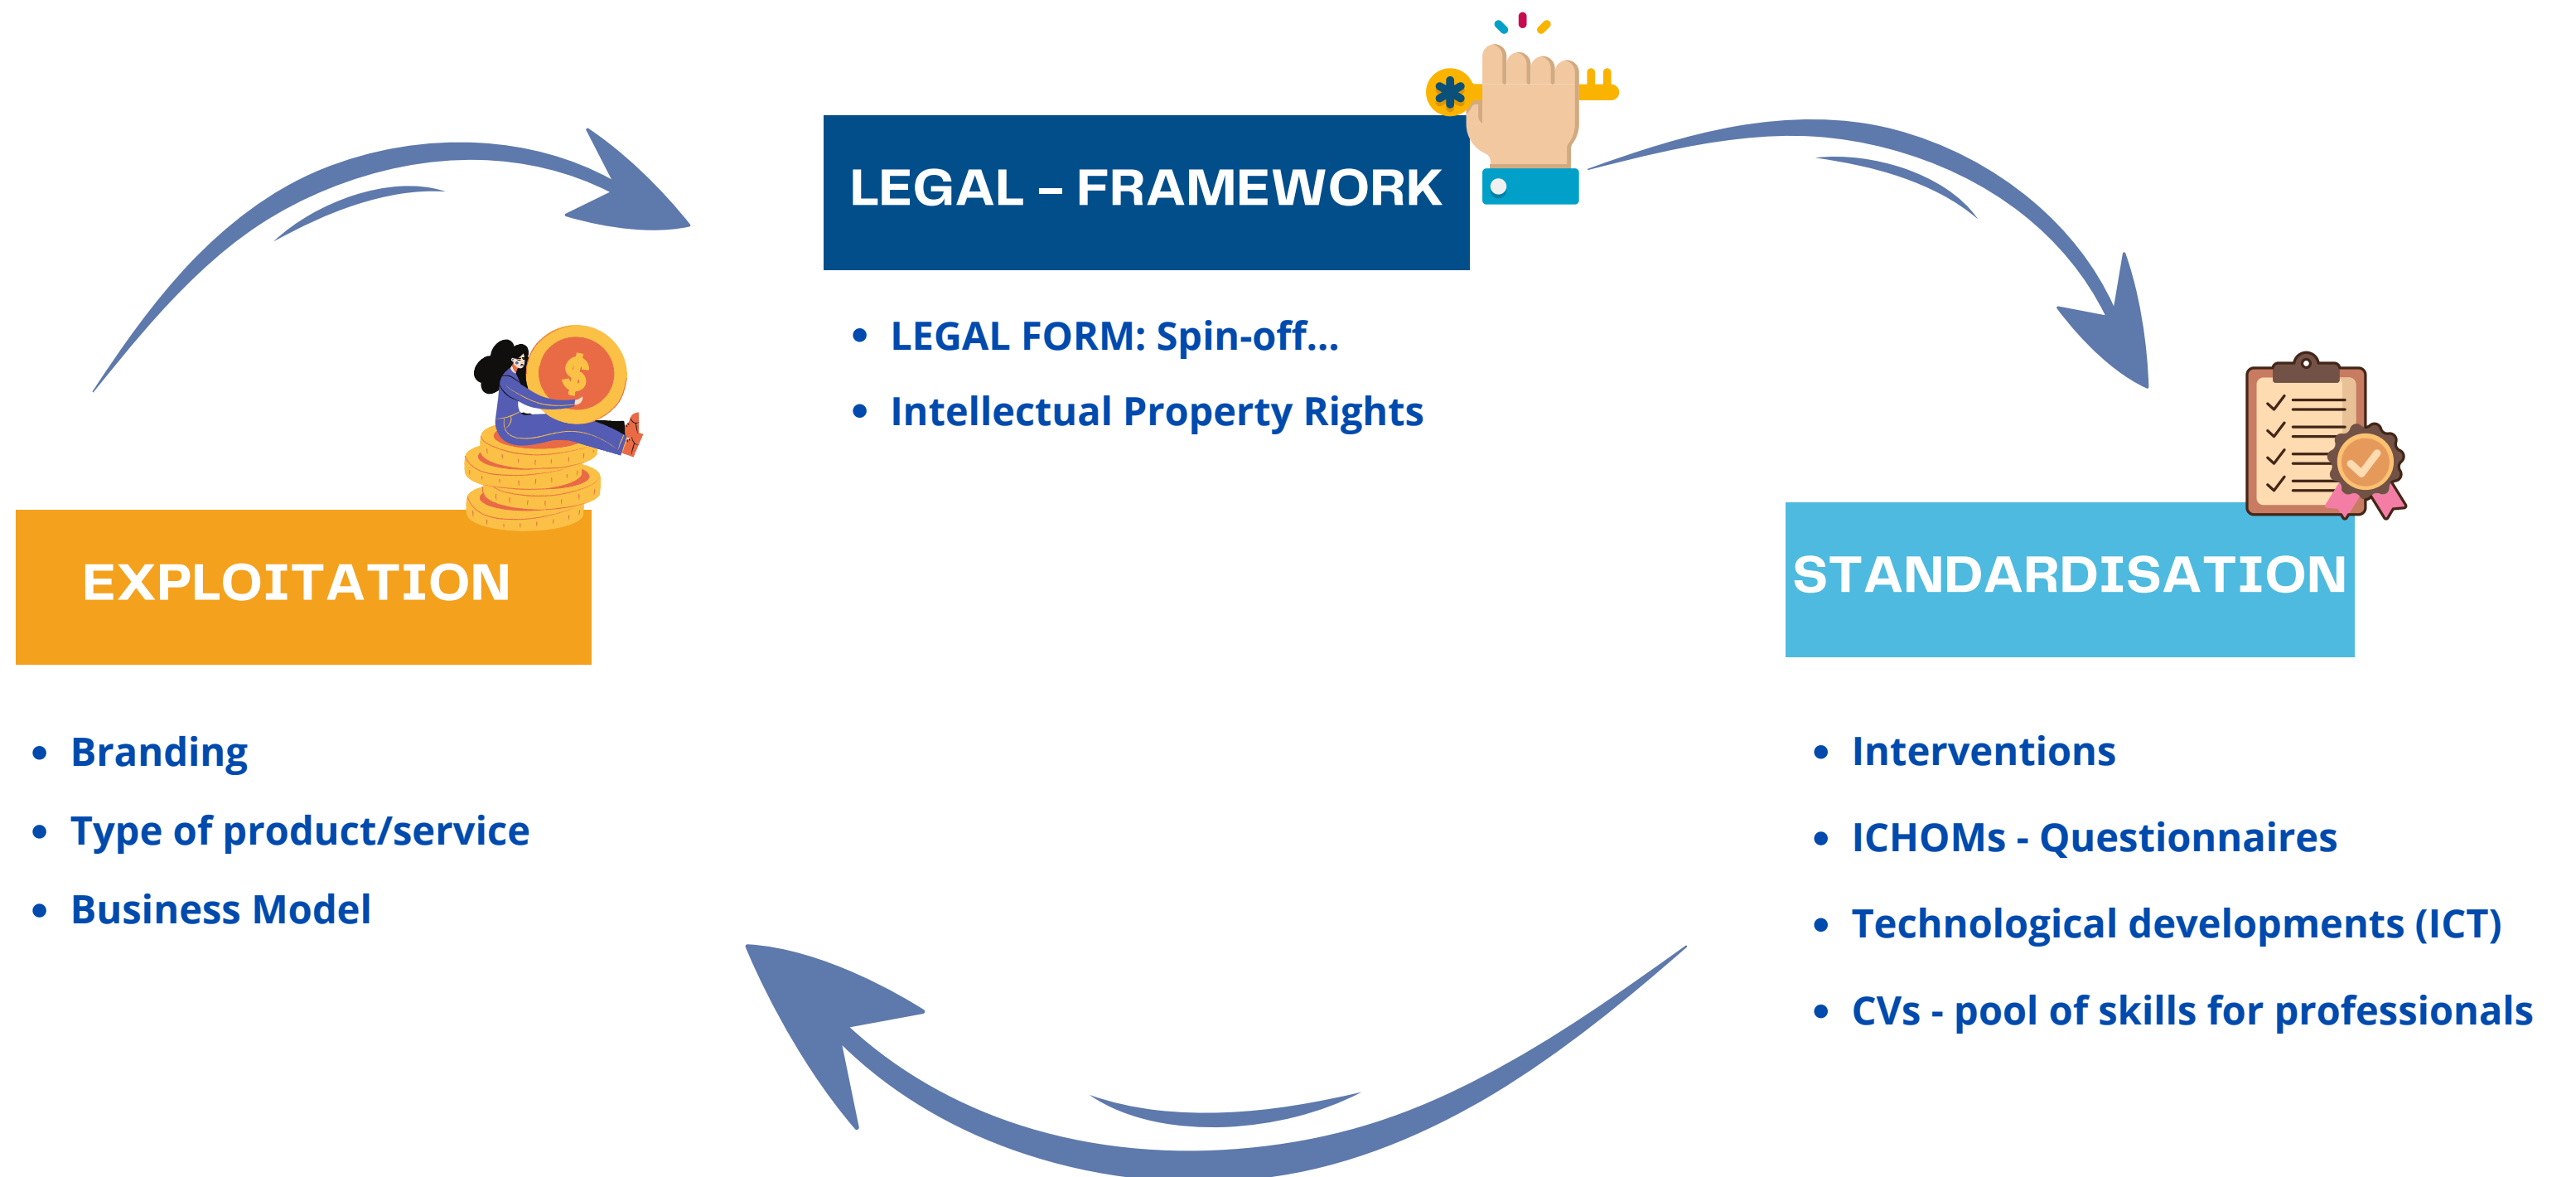 LEGAL – FRAMEWORK
• LEGAL FORM: Spin-off...
• Intellectual Property Rights
EXPLOITATION
• Branding
• Type of product/service
• Business Model
STANDARDISATION
• Interventions
• ICHOMs - Questionnaires
• Technological developments (ICT)
• CVs - pool of skills for professionals